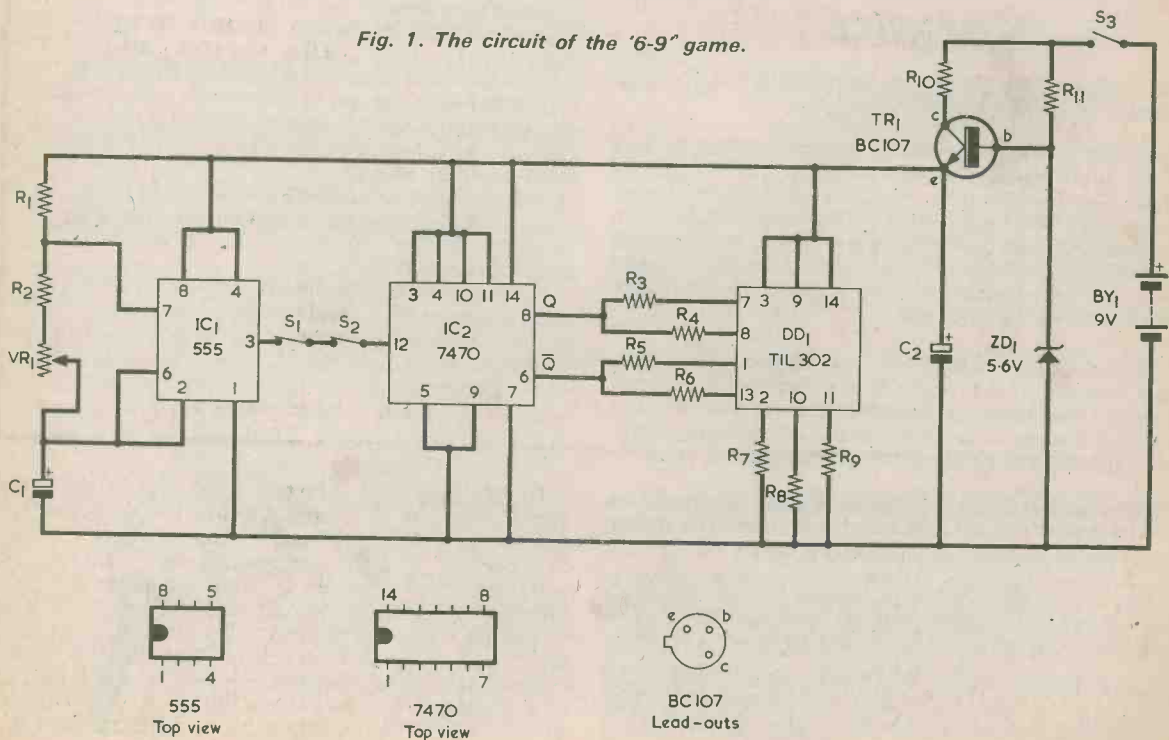 Fig. 1. The circuit of the '6-9" game.
S3
R10
R11
c
TR1
BC107
b
e
R1
R2
VR1
C1
8 4
7
6
2 1
3
IC1
555
S1 S2
12
3 4 10 11 14
IC2
7470
5 9 7
Q
8
Q̅
6
R3
R4
R5
R6
7 3 9 14
8
1
13
2 10 11
DD1
TIL 302
R7
R8
R9
C2
+
ZD1
5·6V
BY1
9V
+
+
8 5
1 4
555
Top view
14 8
1 7
7470
Top view
e b
c
BC107
Lead-outs